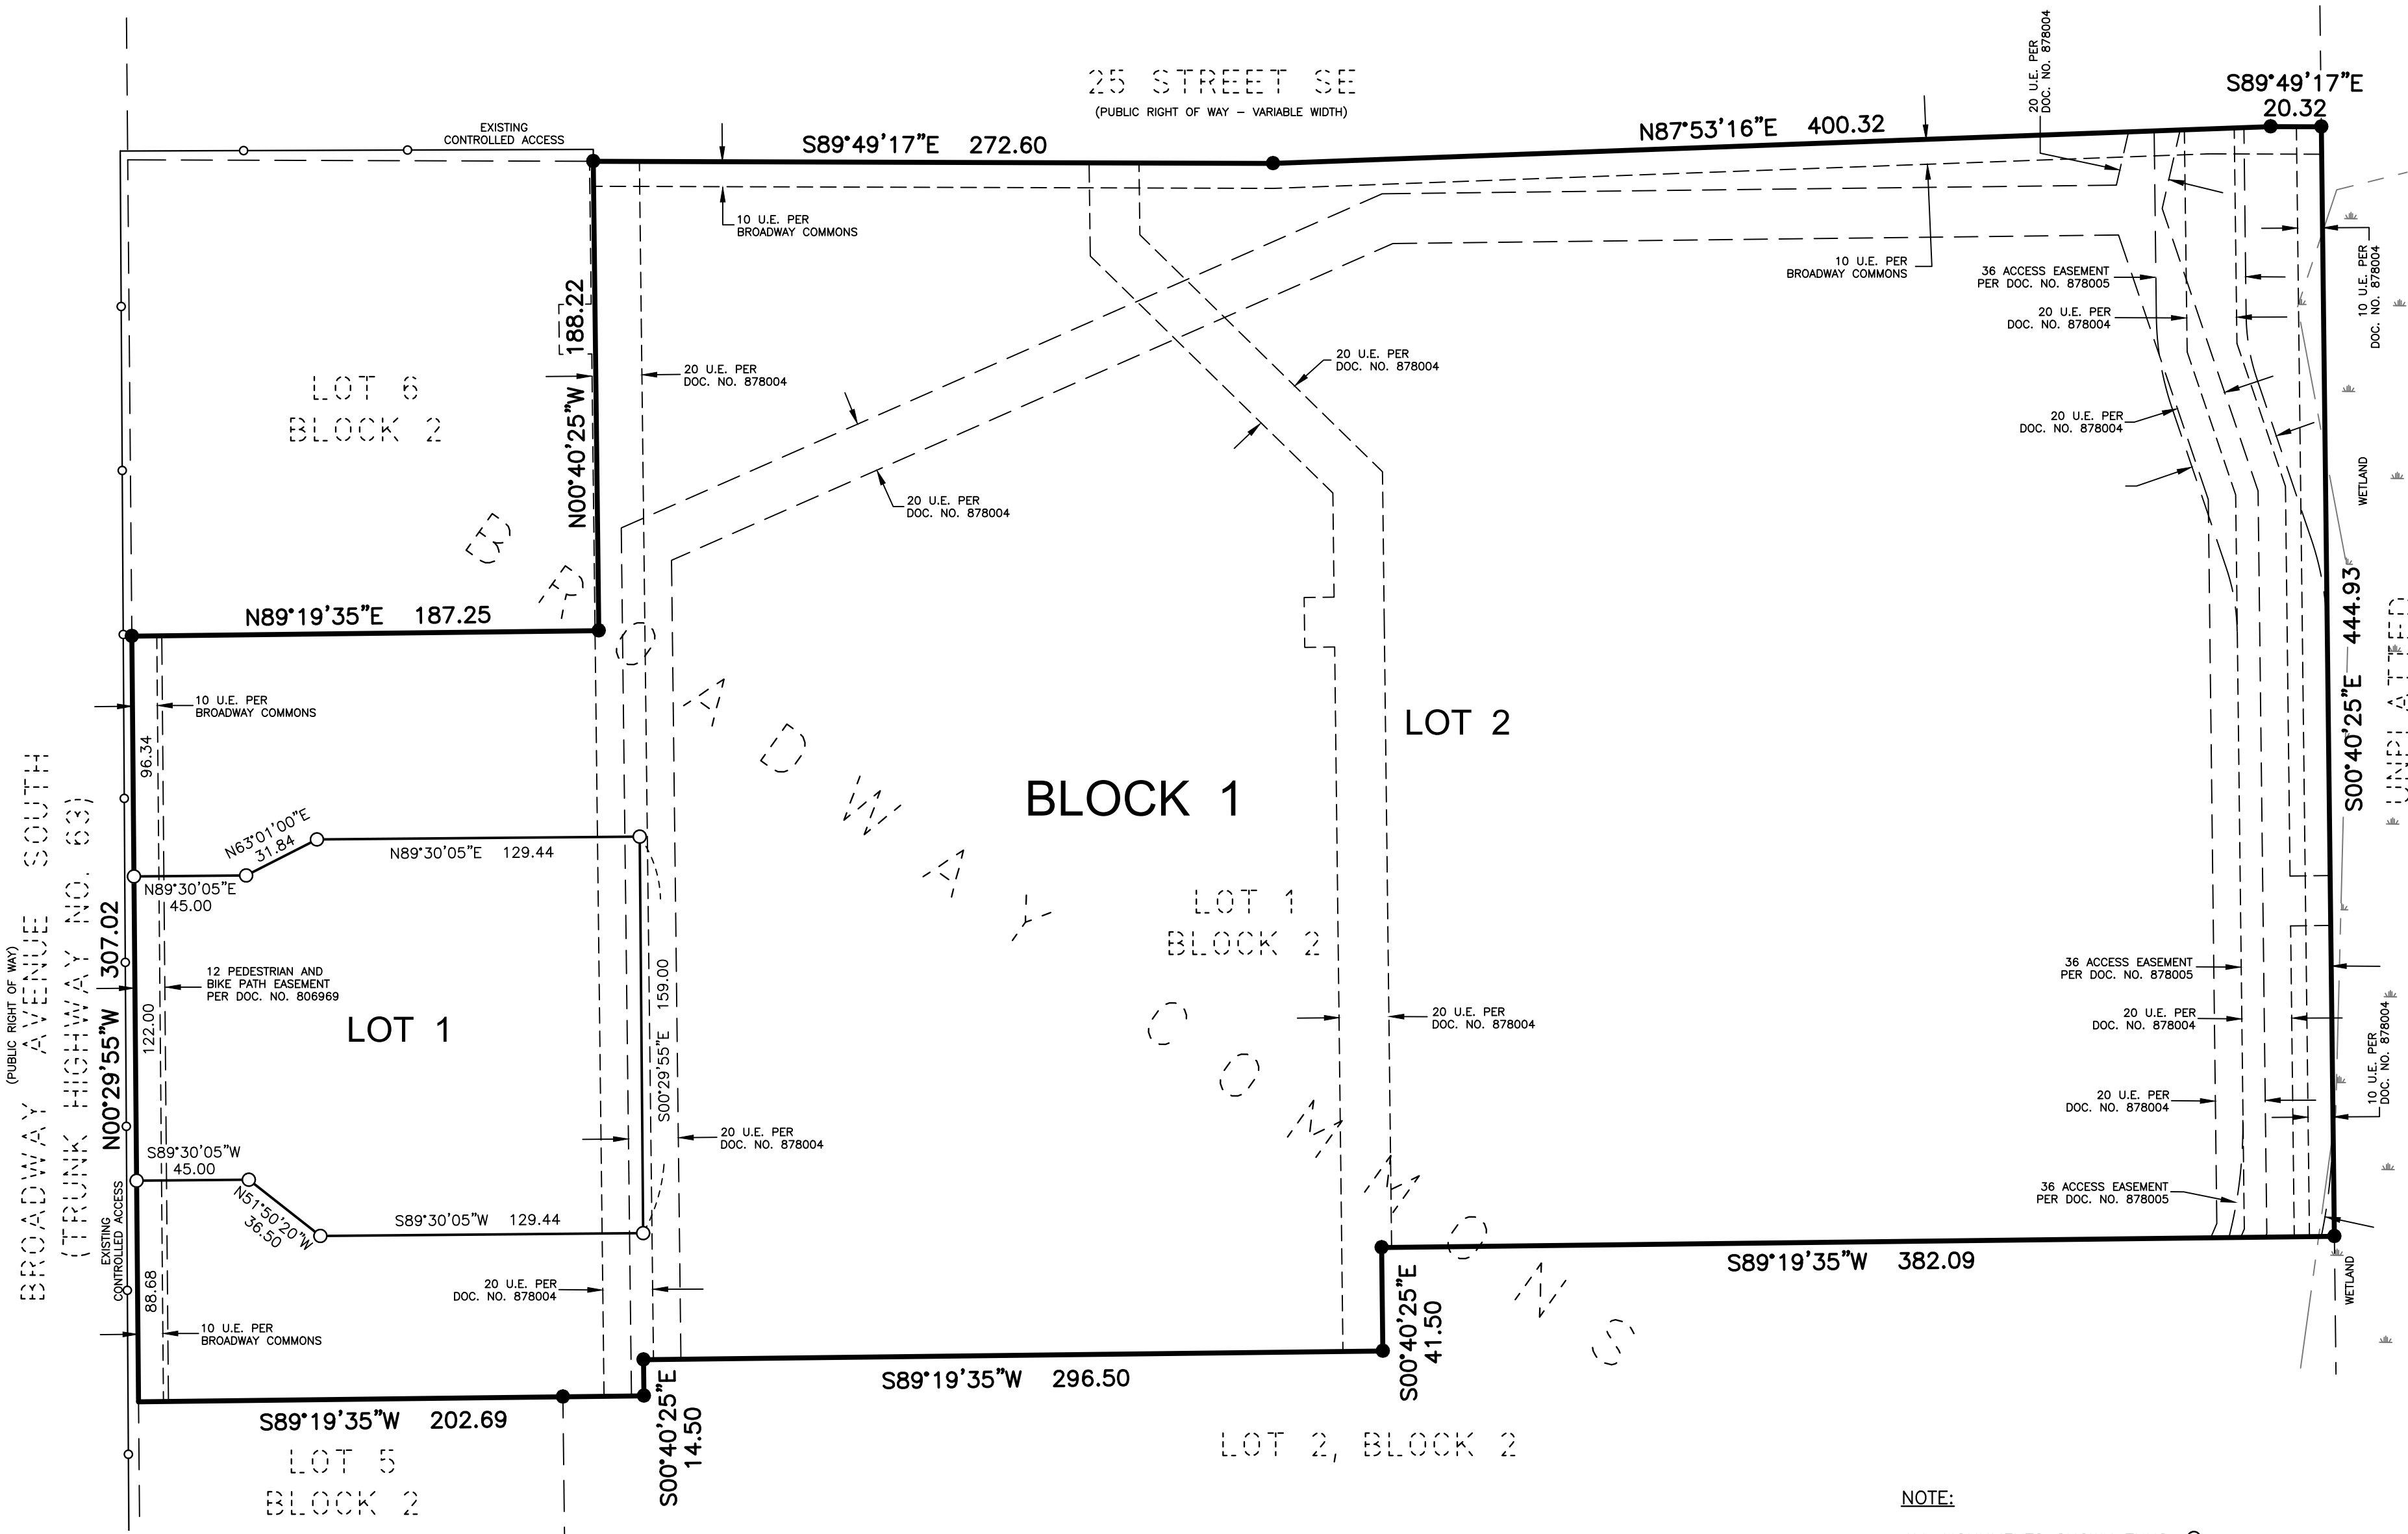 25 STREET SE
(PUBLIC RIGHT OF WAY – VARIABLE WIDTH)
20 U.E. PER
DOC. NO. 878004
S89°49'17"E
20.32
EXISTING
CONTROLLED ACCESS
S89°49'17"E 272.60
N87°53'16"E 400.32
10 U.E. PER
BROADWAY COMMONS
10 U.E. PER
BROADWAY COMMONS
36 ACCESS EASEMENT
PER DOC. NO. 878005
20 U.E. PER
DOC. NO. 878004
10 U.E. PER
DOC. NO. 878004
N00°40'25"W 188.22
20 U.E. PER
DOC. NO. 878004
20 U.E. PER
DOC. NO. 878004
LOT 6
BLOCK 2
20 U.E. PER
DOC. NO. 878004
20 U.E. PER
DOC. NO. 878004
WETLAND
BROADWAY COMMONS
N89°19'35"E 187.25
S00°40'25"E 444.93
10 U.E. PER
BROADWAY COMMONS
96.34
LOT 2
BLOCK 1
N63°01'00"E
31.84
N89°30'05"E 129.44
N89°30'05"E
45.00
LOT 1
BLOCK 2
BROADWAY AVENUE SOUTH
(TRUNK HIGHWAY NO. 63)
(PUBLIC RIGHT OF WAY)
N00°29'55"W 307.02
12 PEDESTRIAN AND
BIKE PATH EASEMENT
PER DOC. NO. 806969
122.00
LOT 1
S00°29'55"E 159.00
36 ACCESS EASEMENT
PER DOC. NO. 878005
20 U.E. PER
DOC. NO. 878004
20 U.E. PER
DOC. NO. 878004
20 U.E. PER
DOC. NO. 878004
10 U.E. PER
DOC. NO. 878004
20 U.E. PER
DOC. NO. 878004
S89°30'05"W
45.00
N51°50'20"W
36.50
S89°30'05"W 129.44
EXISTING
CONTROLLED ACCESS
88.68
20 U.E. PER
DOC. NO. 878004
36 ACCESS EASEMENT
PER DOC. NO. 878005
10 U.E. PER
BROADWAY COMMONS
S89°19'35"W 382.09
WETLAND
S00°40'25"E
41.50
S89°19'35"W 296.50
S89°19'35"W 202.69
S00°40'25"E
14.50
LOT 5
BLOCK 2
LOT 2, BLOCK 2
NOTE: